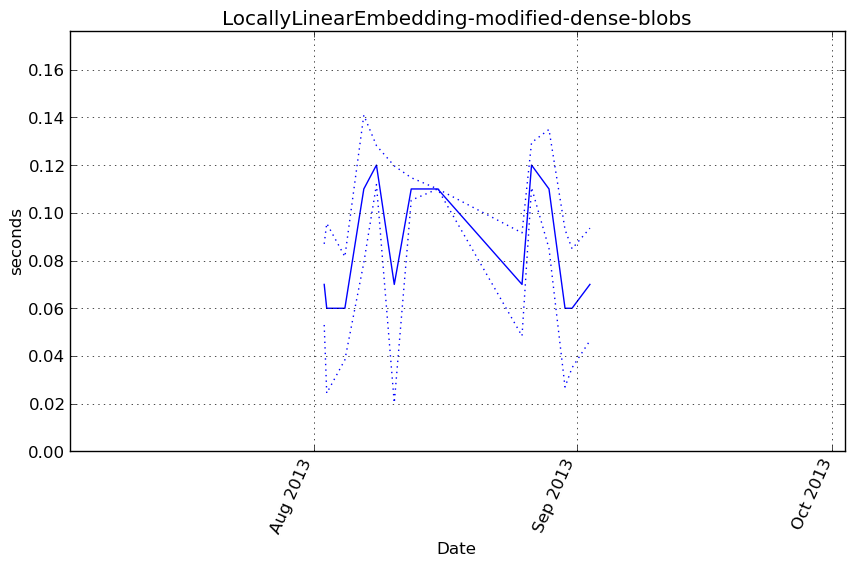 LocallyLinearEmbedding-modified-dense-blobs
0.16
0.14
0.12
0.10
0.08
0.06
0.04
0.02
0.00
seconds
Aug 2013
Sep 2013
Oct 2013
Date